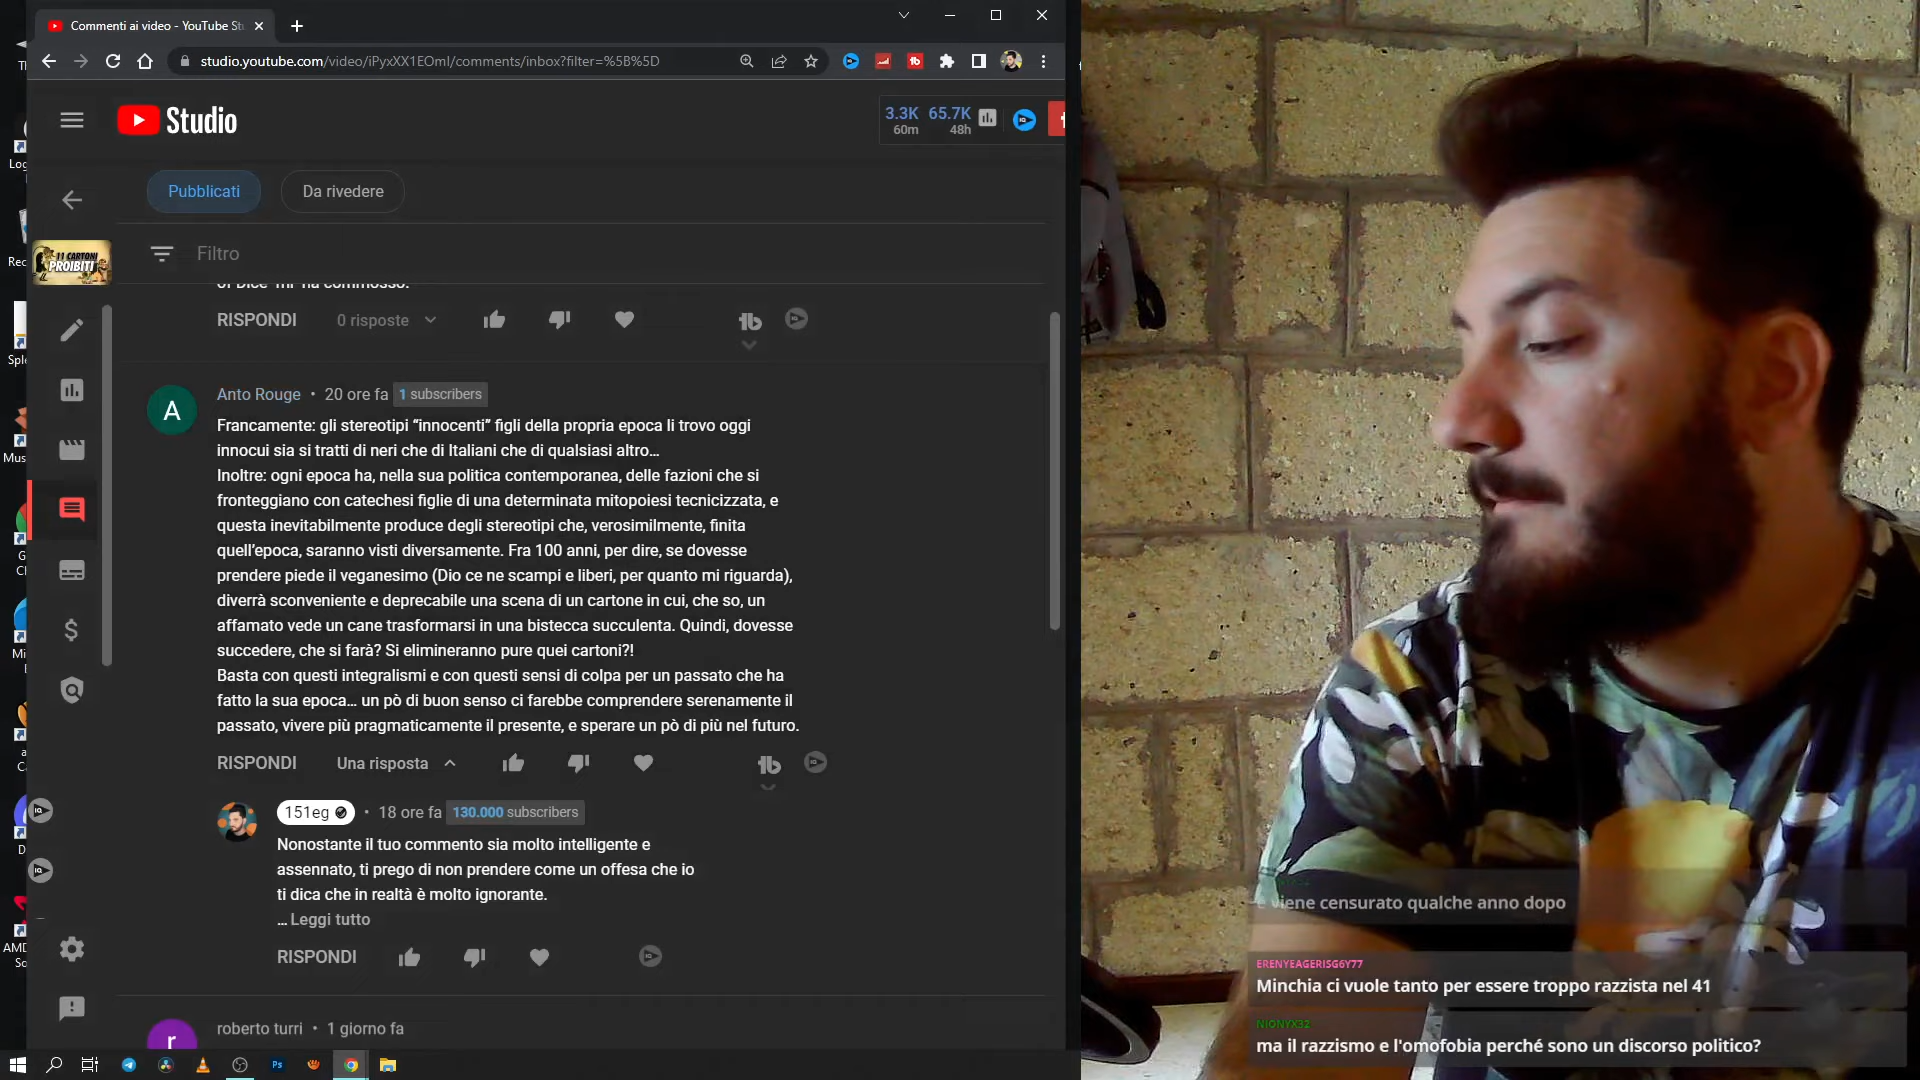 Commenti ai video - YouTube St
studio.youtube.com/video/iPyxXX1EOmI/comments/inbox?filter=%5B%5D
Studio
3.3K 65.7K
60m 48h
Pubblicati
Da rivedere
11 CARTONI
PROIBITI
Filtro
RISPONDI
0 risposte
Anto Rouge • 20 ore fa 1 subscribers
A
Francamente: gli stereotipi “innocenti” figli della propria epoca li trovo oggi
innocui sia si tratti di neri che di Italiani che di qualsiasi altro...
Inoltre: ogni epoca ha, nella sua politica contemporanea, delle fazioni che si
fronteggiano con catechesi figlie di una determinata mitopoiesi tecnicizzata, e
questa inevitabilmente produce degli stereotipi che, verosimilmente, finita
quell’epoca, saranno visti diversamente. Fra 100 anni, per dire, se dovesse
prendere piede il veganesimo (Dio ce ne scampi e liberi, per quanto mi riguarda),
diverrà sconveniente e deprecabile una scena di un cartone in cui, che so, un
affamato vede un cane trasformarsi in una bistecca succulenta. Quindi, dovesse
succedere, che si farà? Si elimineranno pure quei cartoni?!
Basta con questi integralismi e con questi sensi di colpa per un passato che ha
fatto la sua epoca... un pò di buon senso ci farebbe comprendere serenamente il
passato, vivere più pragmaticamente il presente, e sperare un pò di più nel futuro.
RISPONDI
Una risposta
151eg • 18 ore fa 130.000 subscribers
Nonostante il tuo commento sia molto intelligente e
assennato, ti prego di non prendere come un offesa che io
ti dica che in realtà è molto ignorante.
... Leggi tutto
RISPONDI
roberto turri • 1 giorno fa
r
viene censurato qualche anno dopo
ERENYEAGERISG6Y77
Minchia ci vuole tanto per essere troppo razzista nel 41
NIONYX32
ma il razzismo e l'omofobia perché sono un discorso politico?